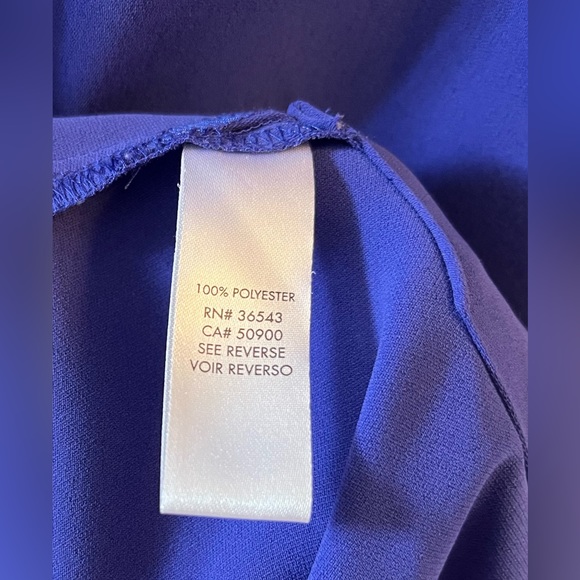 100% POLYESTER
RN# 36543
CA# 50900
SEE REVERSE
VOIR REVERSO